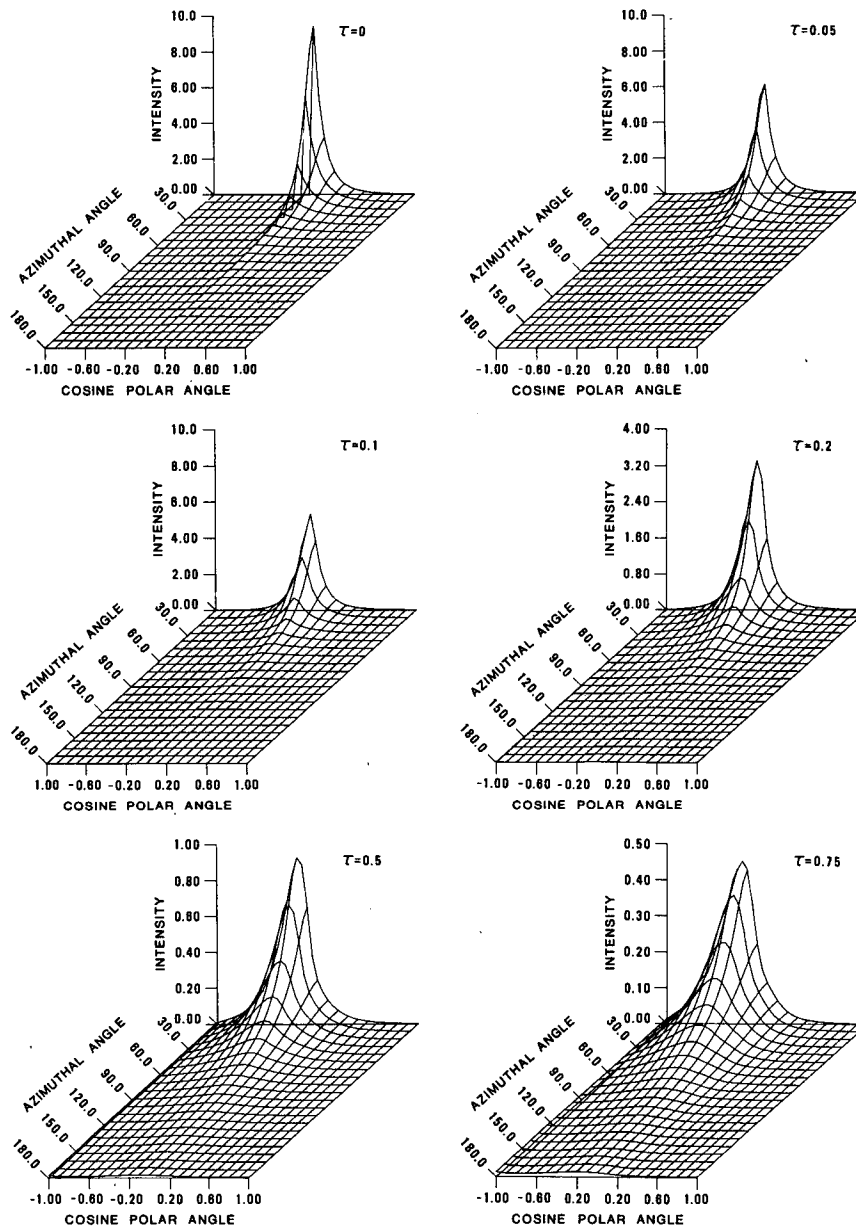 τ=0
10.00
8.00
6.00
4.00
2.00
0.00
INTENSITY
30.0
60.0
90.0
120.0
150.0
180.0
AZIMUTHAL ANGLE
-1.00 -0.60 -0.20 0.20 0.60 1.00
COSINE POLAR ANGLE
τ=0.05
10.0
8.00
6.00
4.00
2.00
0.00
INTENSITY
30.0
60.0
90.0
120.0
150.0
180.0
AZIMUTHAL ANGLE
-1.00 -0.60 -0.20 0.20 0.60 1.00
COSINE POLAR ANGLE
τ=0.1
10.0
8.00
6.00
4.00
2.00
0.00
INTENSITY
30.0
60.0
90.0
120.0
150.0
180.0
AZIMUTHAL ANGLE
1.00 -0.60 -0.20 0.20 0.60 1.00
COSINE POLAR ANGLE
τ=0.2
4.00
3.20
2.40
1.60
0.80
0.00
INTENSITY
30.0
60.0
90.0
120.0
150.0
180.0
AZIMUTHAL ANGLE
-1.00 -0.60 -0.20 0.20 0.60 1.00
COSINE POLAR ANGLE
τ=0.5
1.00
0.80
0.60
0.40
0.20
0.00
INTENSITY
30.0
60.0
90.0
120.0
150.0
180.0
AZIMUTHAL ANGLE
-1.00 -0.60 -0.20 0.20 0.60 1.00
COSINE POLAR ANGLE
τ=0.75
0.50
0.40
0.30
0.20
0.10
0.00
INTENSITY
30.0
60.0
90.0
120.0
150.0
180.0
AZIMUTHAL ANGLE
-1.00 -0.60 -0.20 0.20 0.60 1.00
COSINE POLAR ANGLE